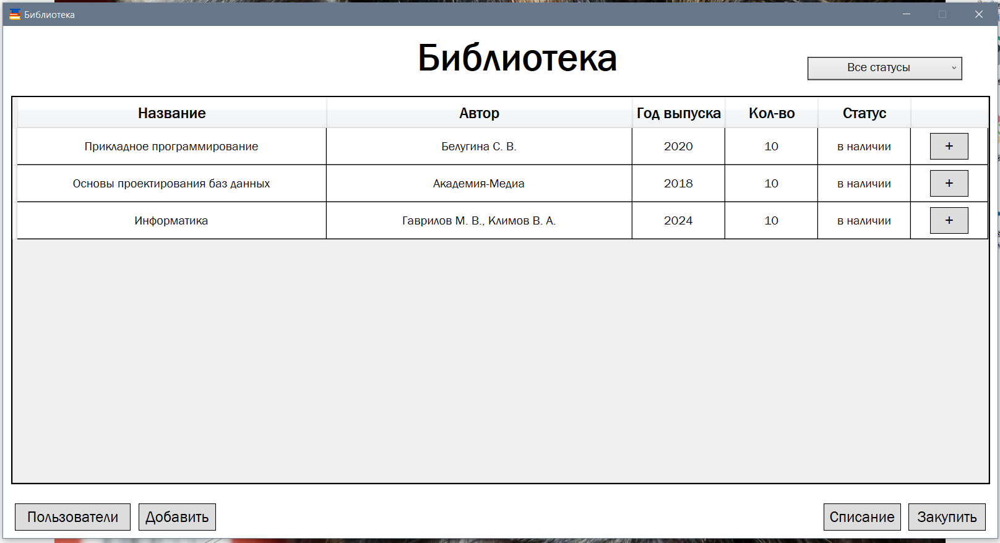 Библиотека
Библиотека
Все статусы
Название Автор Год выпуска Кол-во Статус
Прикладное программирование Белугина С. В. 2020 10 в наличии +
Основы проектирования баз данных Академия-Медиа 2018 10 в наличии +
Информатика Гаврилов М. В., Климов В. А. 2024 10 в наличии +
Пользователи Добавить Списание Закупить